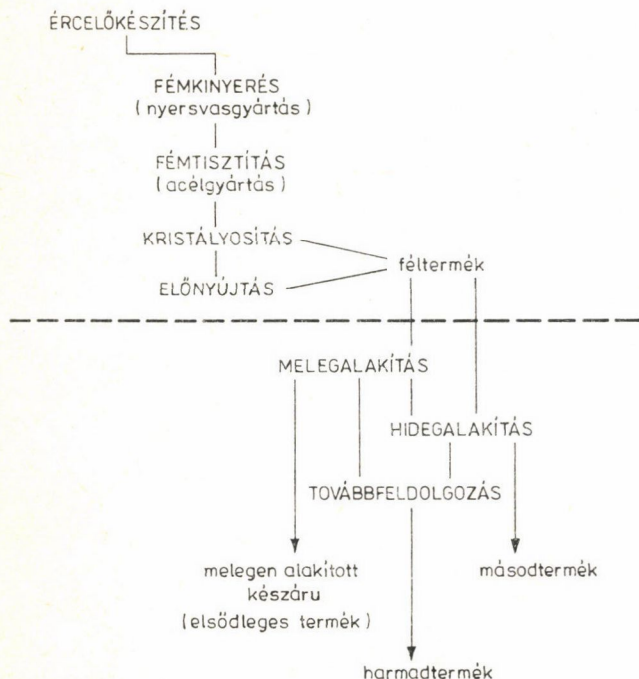 ÉRCELŐKÉSZÍTÉS
FÉMKINYERÉS
(nyersvasgyártás)
FÉMTISZTÍTÁS
(acélgyártás)
KRISTÁLYOSÍTÁS
féltermék
ELŐNYÚJTÁS
MELEGALAKÍTÁS
HIDEGALAKÍTÁS
TOVÁBBFELDOLGOZÁS
melegen alakított
készáru
(elsődleges termék)
másodtermék
harmadtermék